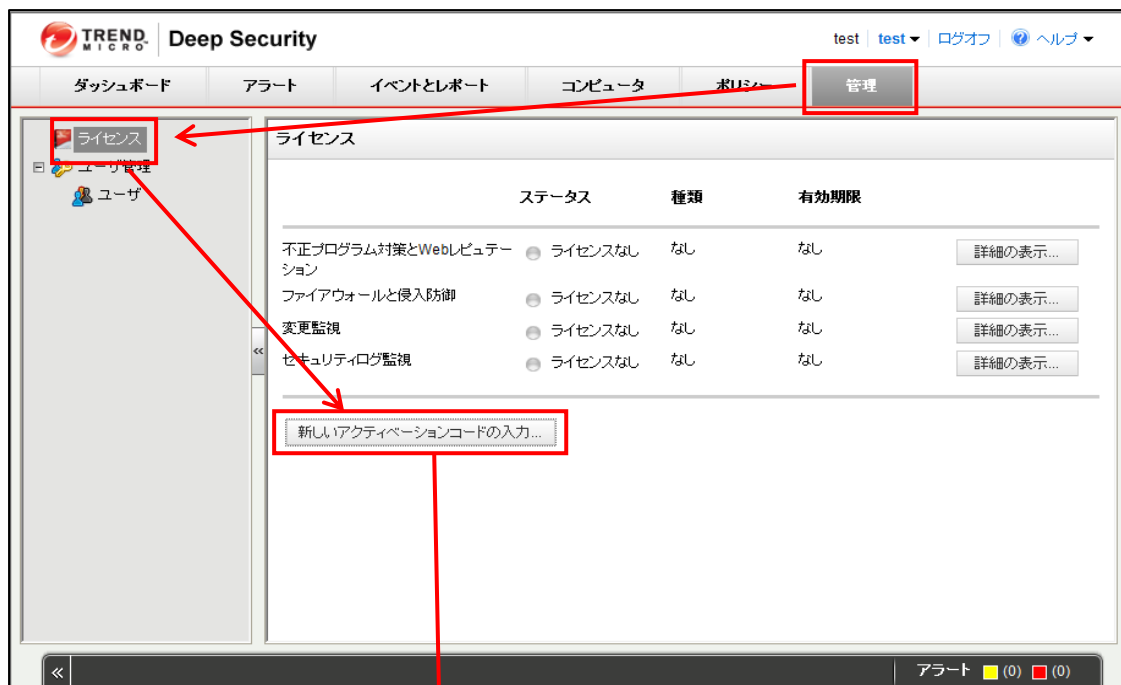 TREND MICRO Deep Security
test test ログオフ ヘルプ
ダッシュボード アラート イベントとレポート コンピュータ ポリシー 管理
ライセンス
ユーザ管理
ユーザ
ライセンス
ステータス 種類 有効期限
不正プログラム対策とWebレピュテー
ション
ライセンスなし なし なし 詳細の表示...
ファイアウォールと侵入防御 ライセンスなし なし なし 詳細の表示...
変更監視 ライセンスなし なし なし 詳細の表示...
セキュリティログ監視 ライセンスなし なし なし 詳細の表示...
新しいアクティベーションコードの入力...
アラート (0) (0)